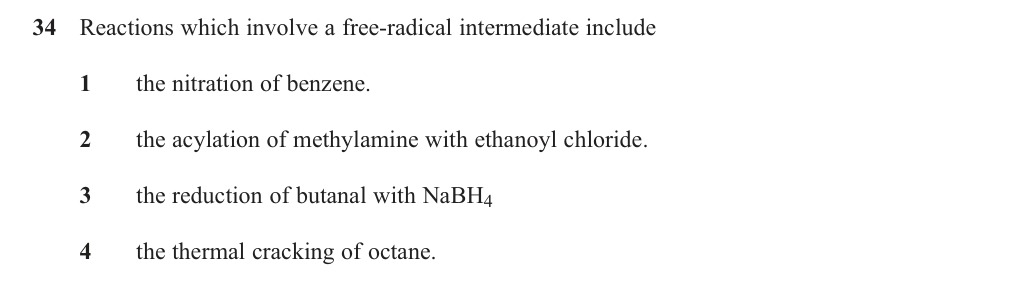 34 Reactions which involve a free-radical intermediate include
1 the nitration of benzene.
2 the acylation of methylamine with ethanoyl chloride.
3 the reduction of butanal with NaBH₄
4 the thermal cracking of octane.